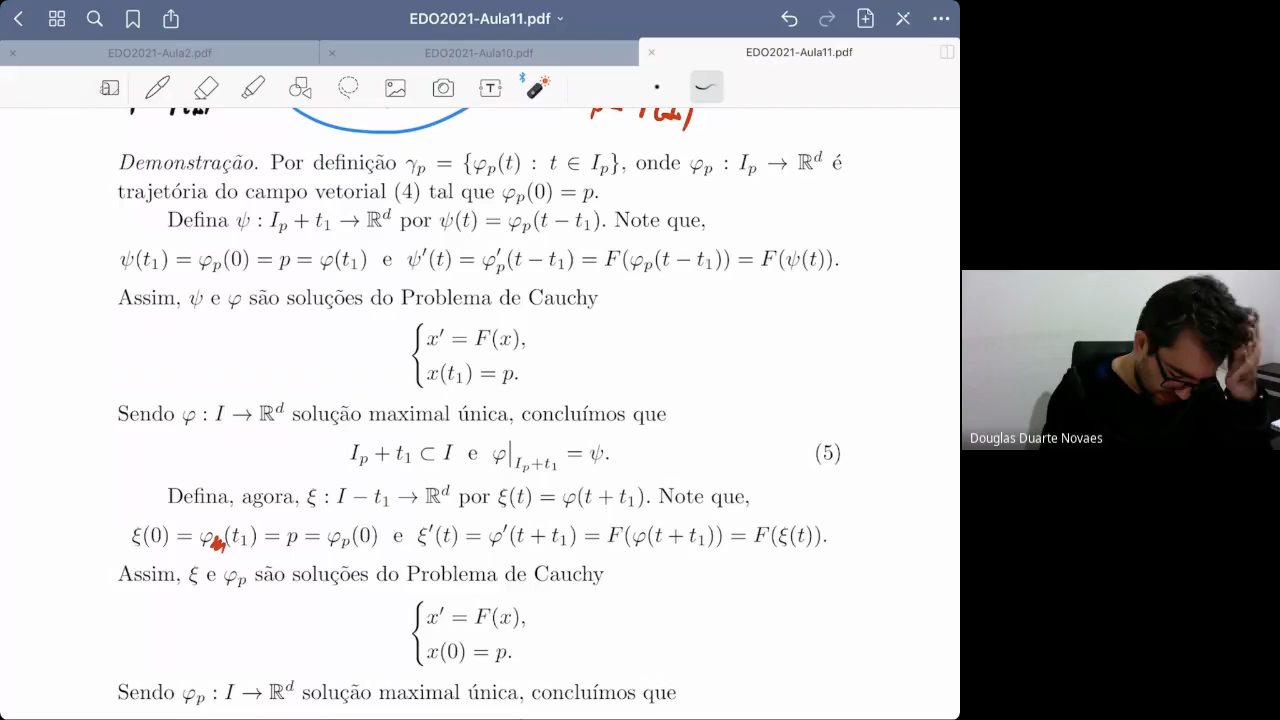 EDO2021-Aula11.pdf
EDO2021-Aula2.pdf
EDO2021-Aula10.pdf
EDO2021-Aula11.pdf
Demonstração. Por definição γ_p = {φ_p(t) : t ∈ I_p}, onde φ_p : I_p → ℝ^d é
trajetória do campo vetorial (4) tal que φ_p(0) = p.
Defina ψ : I_p + t_1 → ℝ^d por ψ(t) = φ_p(t − t_1). Note que,
ψ(t_1) = φ_p(0) = p = φ(t_1) e ψ′(t) = φ′_p(t − t_1) = F(φ_p(t − t_1)) = F(ψ(t)).
Assim, ψ e φ são soluções do Problema de Cauchy
x′ = F(x),
x(t_1) = p.
Sendo φ : I → ℝ^d solução maximal única, concluímos que
I_p + t_1 ⊂ I e φ|_{I_p+t_1} = ψ. (5)
Defina, agora, ξ : I − t_1 → ℝ^d por ξ(t) = φ(t + t_1). Note que,
ξ(0) = φ(t_1) = p = φ_p(0) e ξ′(t) = φ′(t + t_1) = F(φ(t + t_1)) = F(ξ(t)).
Assim, ξ e φ_p são soluções do Problema de Cauchy
x′ = F(x),
x(0) = p.
Sendo φ_p : I → ℝ^d solução maximal única, concluímos que
Douglas Duarte Novaes